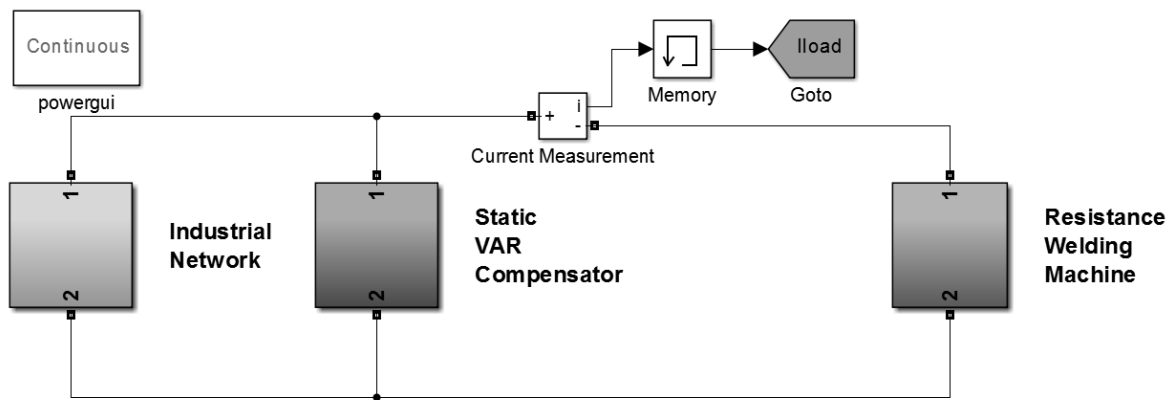 Continuous
powergui
Iload
Memory
Goto
i
+
-
Current Measurement
1
1
1
Industrial
Network
Static
VAR
Compensator
Resistance
Welding
Machine
2
2
2